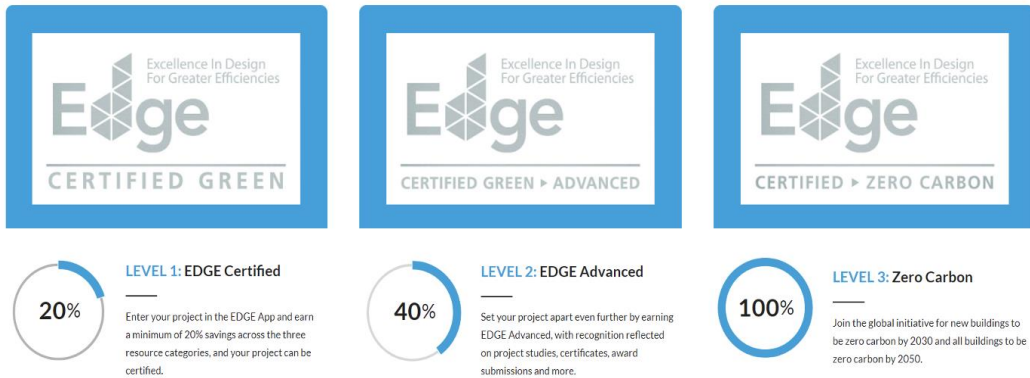 Excellence In Design
For Greater Efficiencies
Edge
CERTIFIED GREEN
20%
LEVEL 1: EDGE Certified
Enter your project in the EDGE App and earn
a minimum of 20% savings across the three
resource categories, and your project can be
certified.
Excellence In Design
For Greater Efficiencies
Edge
CERTIFIED GREEN ▸ ADVANCED
40%
LEVEL 2: EDGE Advanced
Set your project apart even further by earning
EDGE Advanced, with recognition reflected
on project studies, certificates, award
submissions and more.
Excellence In Design
For Greater Efficiencies
Edge
CERTIFIED ▸ ZERO CARBON
100%
LEVEL 3: Zero Carbon
Join the global initiative for new buildings to
be zero carbon by 2030 and all buildings to be
zero carbon by 2050.